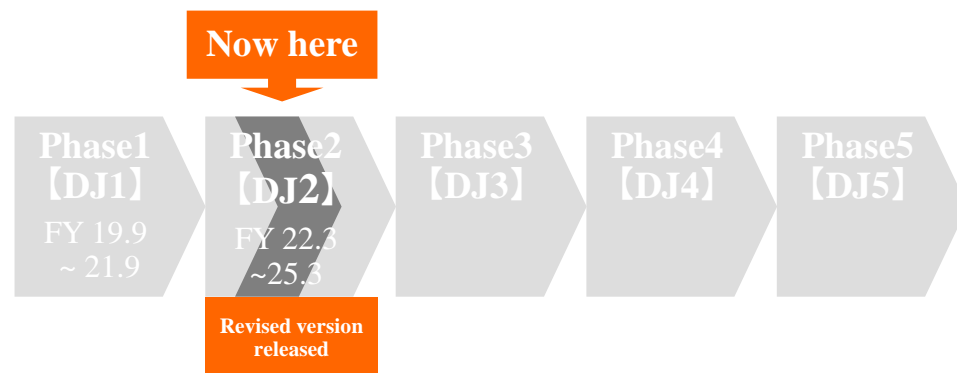 Now here
Phase1
【DJ1】
FY 19.9
~ 21.9
Phase2
【DJ2】
FY 22.3
~25.3
Phase3
【DJ3】
Phase4
【DJ4】
Phase5
【DJ5】
Revised version
released